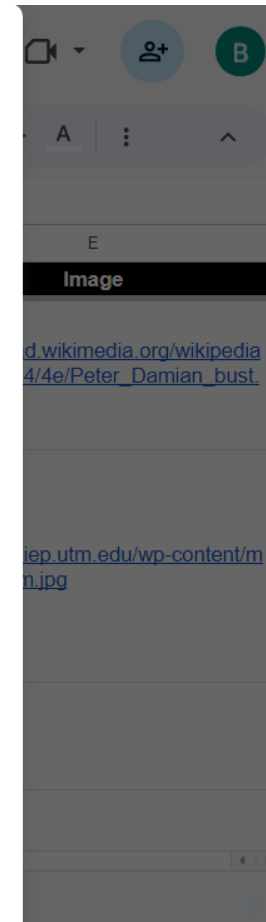 B
A
E
Image
d.wikimedia.org/wikipedia
4/4e/Peter_Damian_bust.
iep.utm.edu/wp-content/m
m.jpg